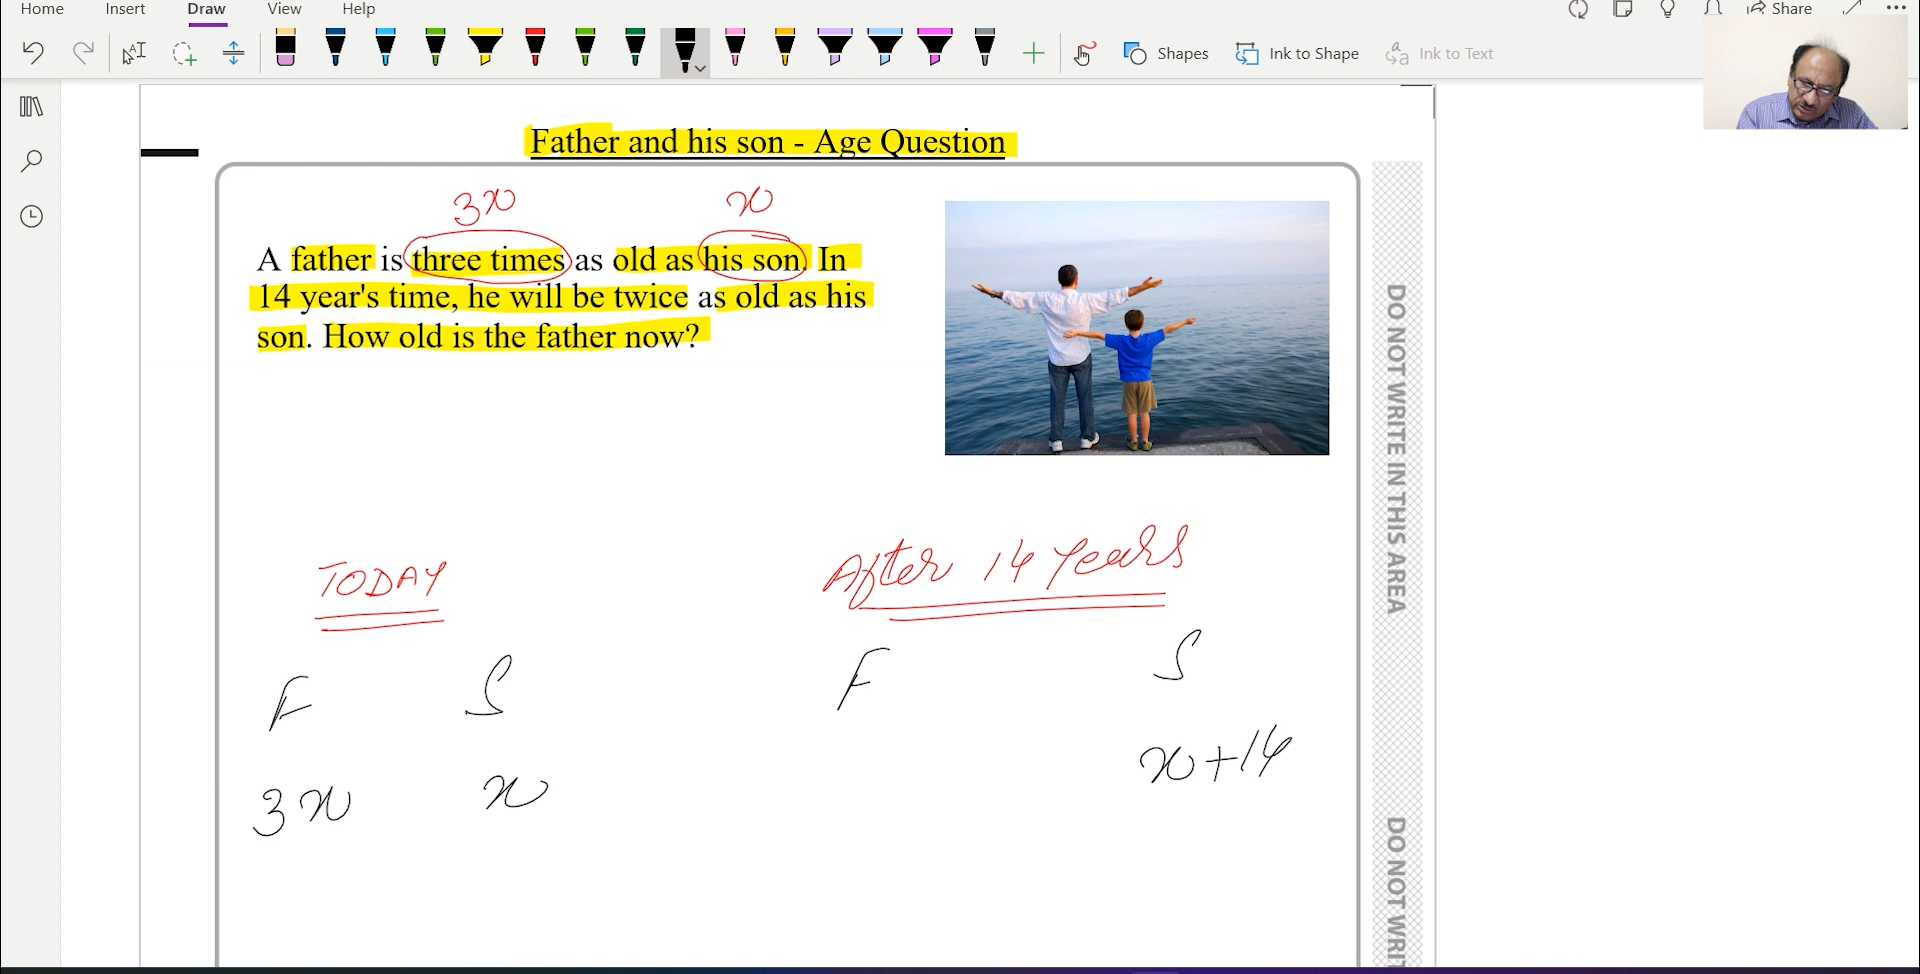 Home Insert Draw View Help Share
Shapes Ink to Shape Ink to Text
Father and his son - Age Question
3x x
A father is three times as old as his son. In
14 year's time, he will be twice as old as his
son. How old is the father now?
TODAY After 14 years
F S F S
3x x x+14
DO NOT WRITE IN THIS AREA
DO NOT WRIT